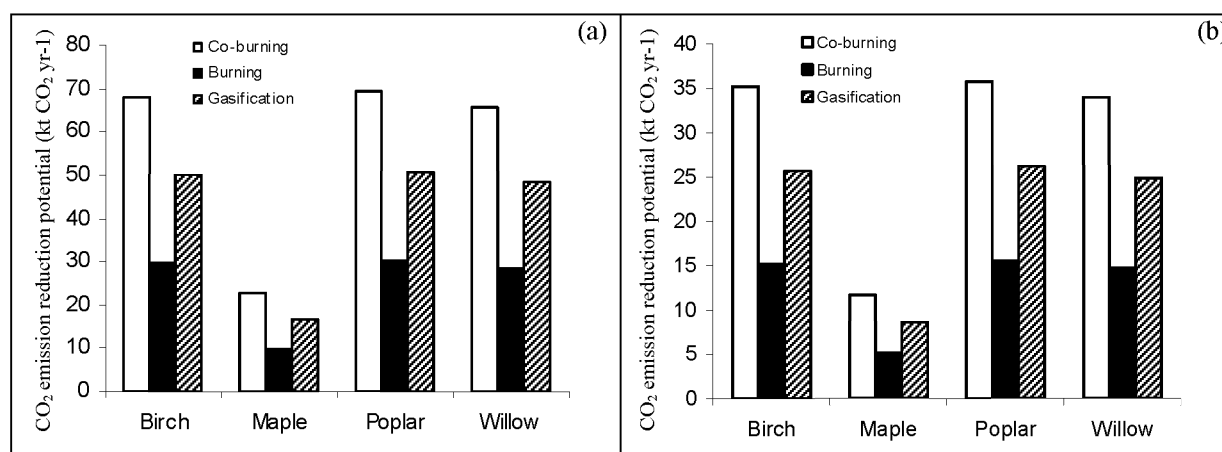 (a)
CO2 emission reduction potential (kt CO2 yr-1)
80
70
60
50
40
30
20
10
0
Co-burning
Burning
Gasification
Birch Maple Poplar Willow
(b)
CO2 emission reduction potential (kt CO2 yr-1)
40
35
30
25
20
15
10
5
0
Co-burning
Burning
Gasification
Birch Maple Poplar Willow